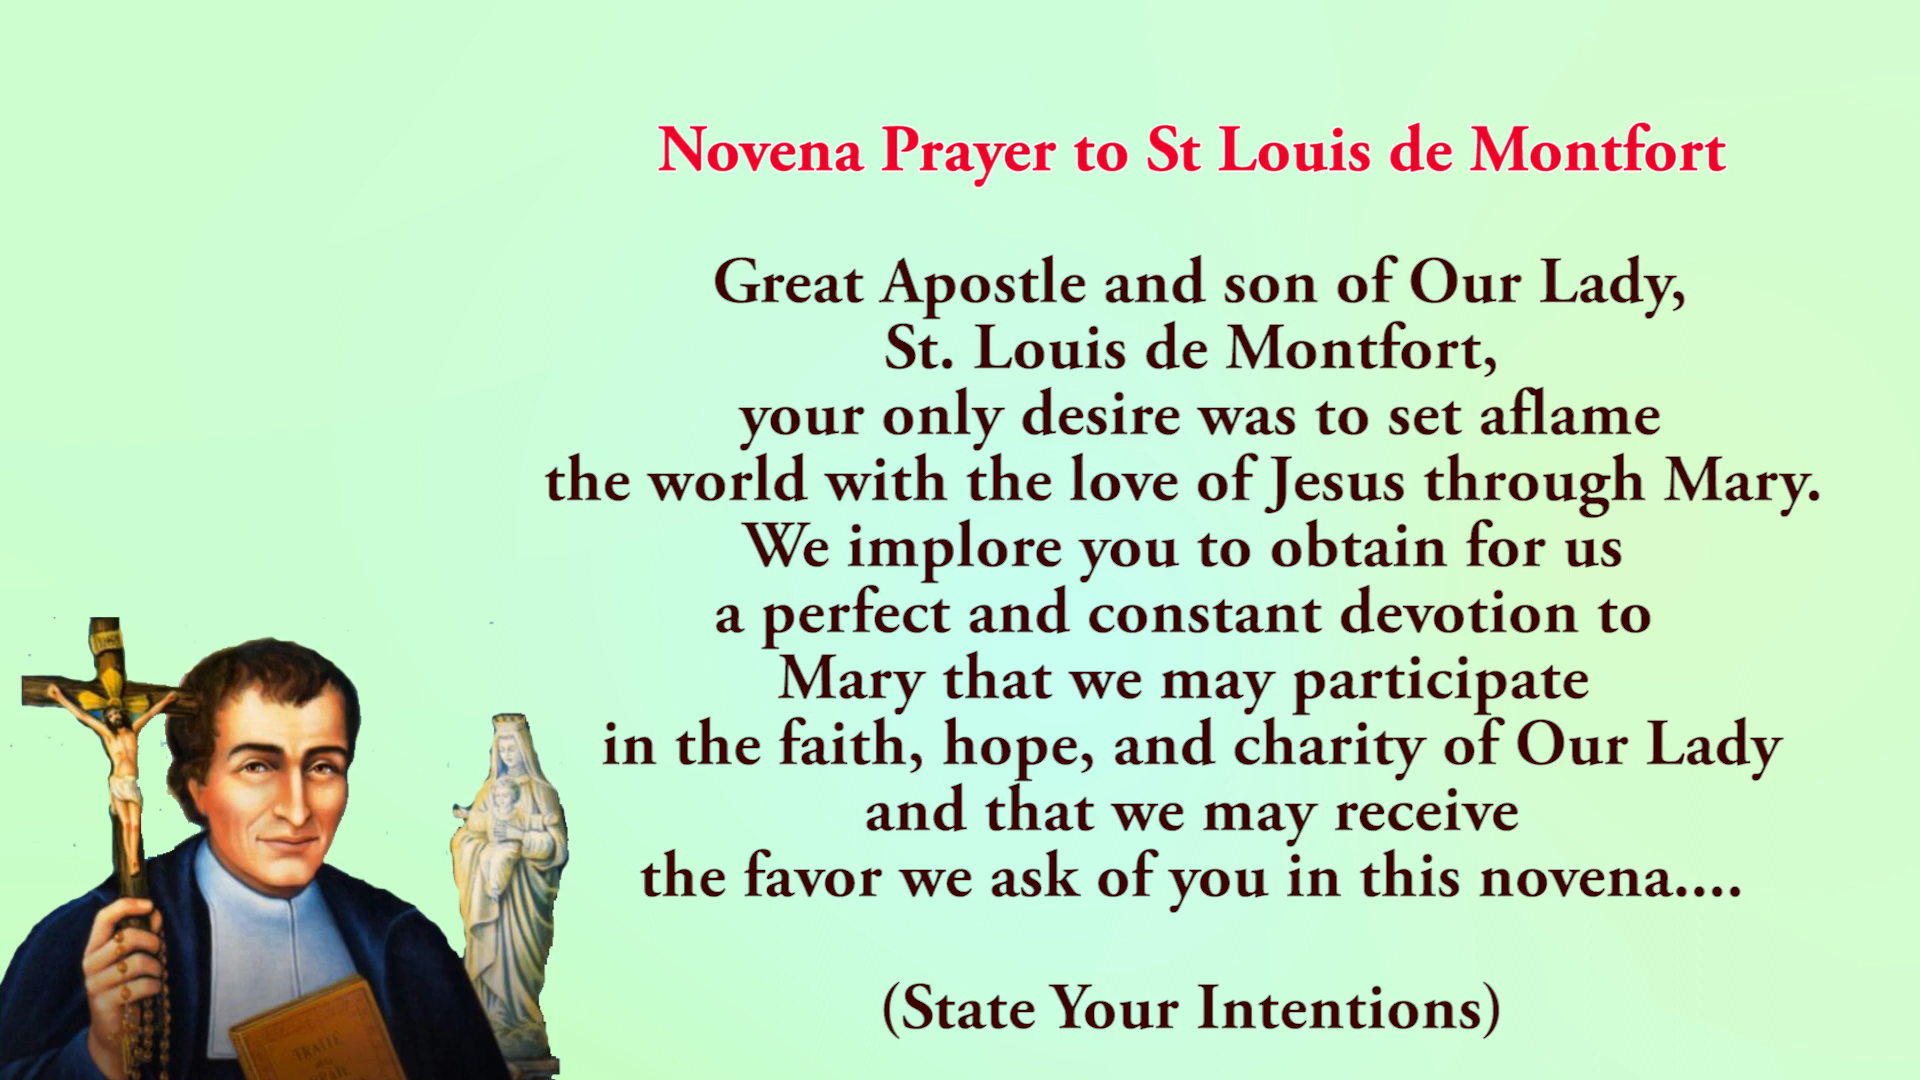 Novena Prayer to St Louis de Montfort
Great Apostle and son of Our Lady,
St. Louis de Montfort,
your only desire was to set aflame
the world with the love of Jesus through Mary.
We implore you to obtain for us
a perfect and constant devotion to
Mary that we may participate
in the faith, hope, and charity of Our Lady
and that we may receive
the favor we ask of you in this novena....
(State Your Intentions)
TRAITE